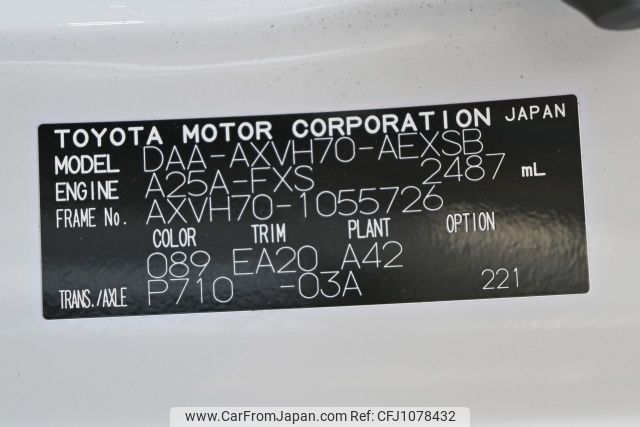 TOYOTA MOTOR CORPORATION JAPAN
MODEL DAA-AXVH70-AEXSB
ENGINE A25A-FXS 2487 mL
FRAME No. AXVH70-1055726
COLOR TRIM PLANT OPTION
089 EA20 A42
TRANS./AXLE P710 -03A 221
www.CarFromJapan.com | REF:CFJ1078432